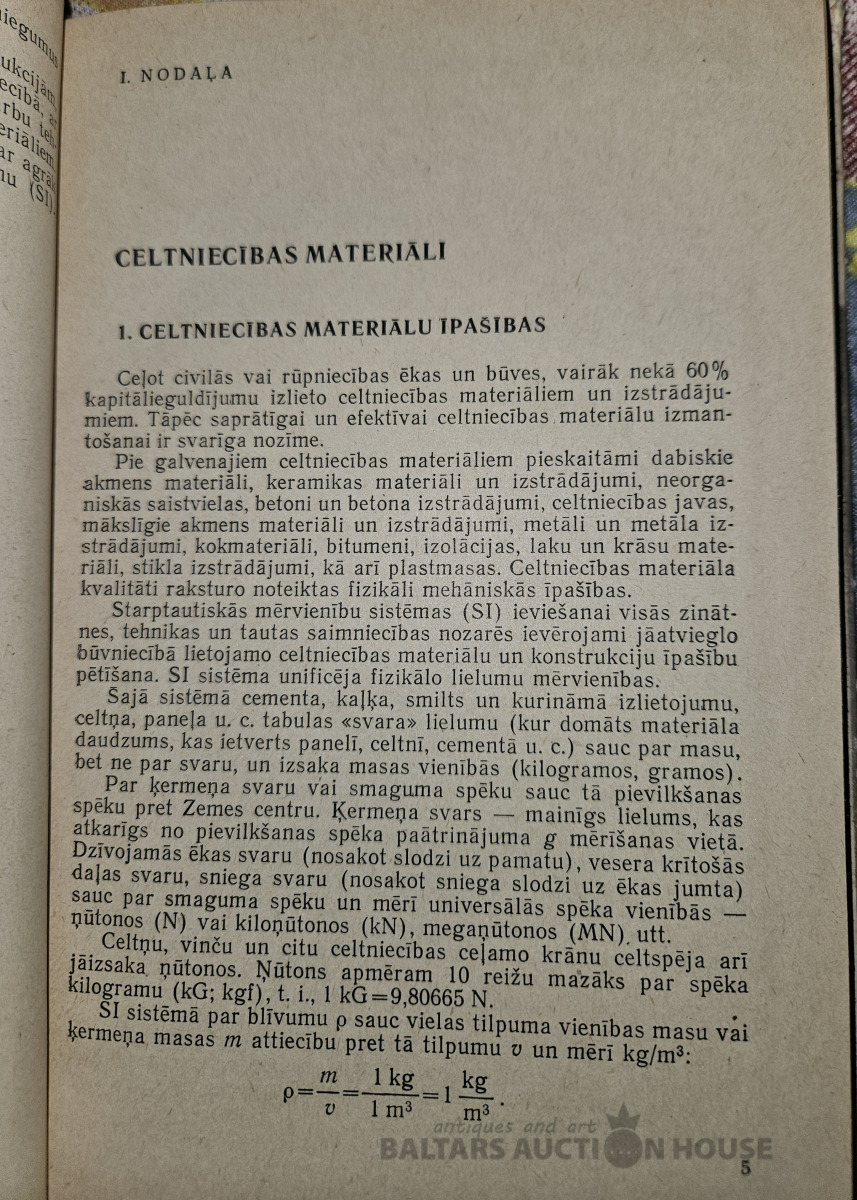 I. NODAĻA
CELTNIECĪBAS MATERIĀLI
1. CELTNIECĪBAS MATERIĀLU ĪPAŠĪBAS
Ceļot civilās vai rūpniecības ēkas un būves, vairāk nekā 60%
kapitālieguldījumu izlieto celtniecības materiāliem un izstrādāju-
miem. Tāpēc saprātīgai un efektīvai celtniecības materiālu izman-
tošanai ir svarīga nozīme.
Pie galvenajiem celtniecības materiāliem pieskaitāmi dabiskie
akmens materiāli, keramikas materiāli un izstrādājumi, neorga-
niskās saistvielas, betoni un betona izstrādājumi, celtniecības javas,
mākslīgie akmens materiāli un izstrādājumi, metāli un metāla iz-
strādājumi, kokmateriāli, bitumeni, izolācijas, laku un krāsu mate-
riāli, stikla izstrādājumi, kā arī plastmasas. Celtniecības materiāla
kvalitāti raksturo noteiktas fizikāli mehāniskās īpašības.
Starptautiskās mērvienību sistēmas (SI) ieviešanai visās zināt-
nes, tehnikas un tautas saimniecības nozarēs ievērojami jāatvieglo
būvniecībā lietojamo celtniecības materiālu un konstrukciju īpašību
pētīšana. SI sistēma unificēja fizikālo lielumu mērvienības.
Šajā sistēmā cementa, kaļķa, smilts un kurināmā izlietojumu,
celtņa, paneļa u. c. tabulas «svara» lielumu (kur domāts materiāla
daudzums, kas ietverts panelī, celtnī, cementā u. c.) sauc par masu,
bet ne par svaru, un izsaka masas vienībās (kilogramos, gramos).
Par ķermeņa svaru vai smaguma spēku sauc tā pievilkšanas
spēku pret Zemes centru. Ķermeņa svars — mainīgs lielums, kas
atkarīgs no pievilkšanas spēka paātrinājuma g mērīšanas vietā.
Dzīvojamās ēkas svaru (nosakot slodzi uz pamatu), vesera krītošās
daļas svaru, sniega svaru (nosakot sniega slodzi uz ēkas jumta)
sauc par smaguma spēku un mērī universālās spēka vienībās —
ņūtonos (N) vai kiloņūtonos (kN), megaņūtonos (MN) utt.
Celtņu, vinču un citu celtniecības ceļamo krānu celtspēja arī
jāizsaka ņūtonos. Ņūtons apmēram 10 reižu mazāks par spēka
kilogramu (kG; kgf), t. i., 1 kG=9,80665 N.
SI sistēmā par blīvumu ρ sauc vielas tilpuma vienības masu vai
ķermeņa masas m attiecību pret tā tilpumu v un mērī kg/m³:
ρ = m/v = 1 kg/1 m³ = 1 kg/m³.
antiques and art
BALTARS AUCTION HOUSE
5